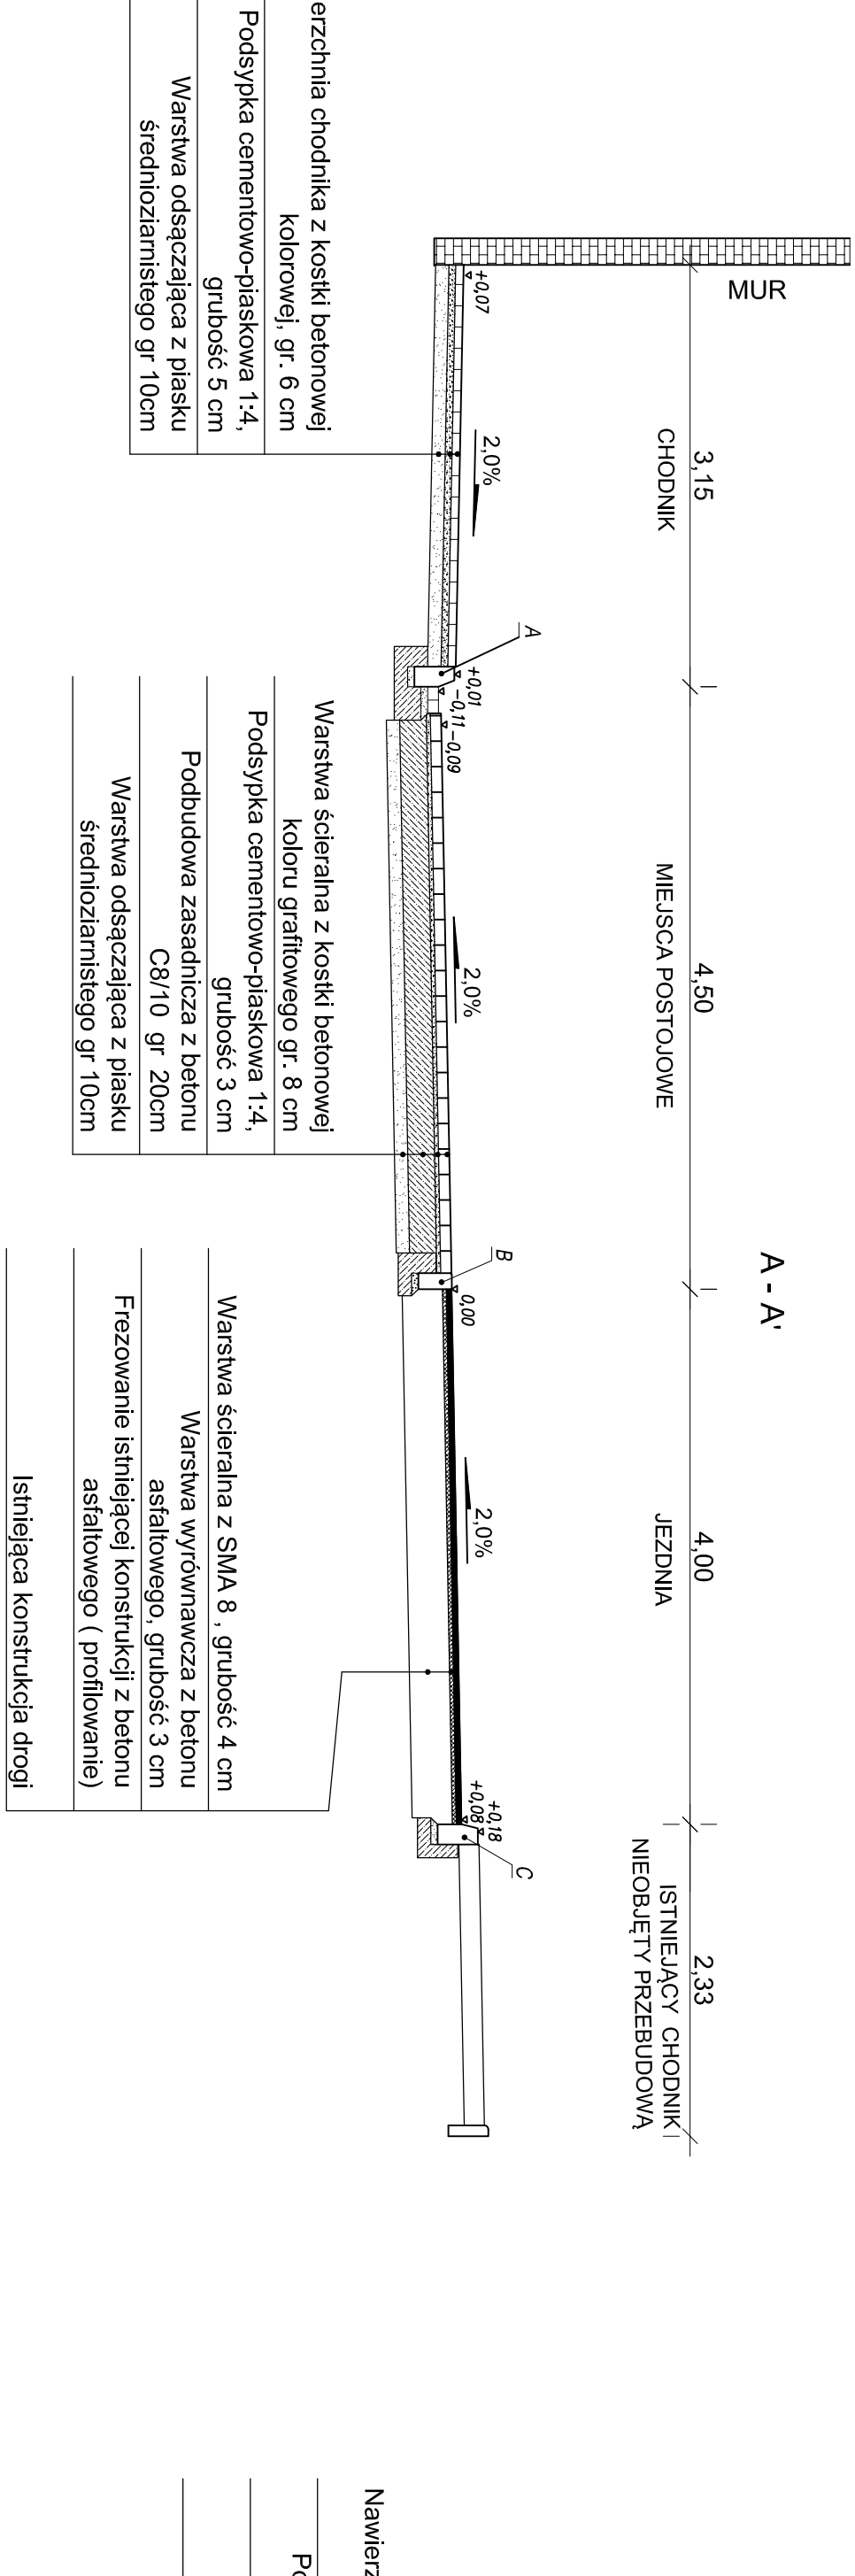 A - A'
MUR
3,15
CHODNIK
4,50
MIEJSCA POSTOJOWE
4,00
JEZDNIA
2,33
ISTNIEJĄCY CHODNIK
NIEOBJĘTY PRZEBUDOWĄ
+0,07
2,0%
A
+0,01
-0,11
-0,09
2,0%
B
0,00
2,0%
+0,18
+0,08
C
erzchnia chodnika z kostki betonowej
kolorowej, gr. 6 cm
Podsypka cementowo-piaskowa 1:4,
grubość 5 cm
Warstwa odsączająca z piasku
średnioziarnistego gr 10cm
Warstwa ścieralna z kostki betonowej
koloru grafitowego gr. 8 cm
Podsypka cementowo-piaskowa 1:4,
grubość 3 cm
Podbudowa zasadnicza z betonu
C8/10 gr 20cm
Warstwa odsączająca z piasku
średnioziarnistego gr 10cm
Warstwa ścieralna z SMA 8 , grubość 4 cm
Warstwa wyrównawcza z betonu
asfaltowego, grubość 3 cm
Frezowanie istniejącej konstrukcji z betonu
asfaltowego ( profilowanie)
Istniejąca konstrukcja drogi
Nawierz
Po